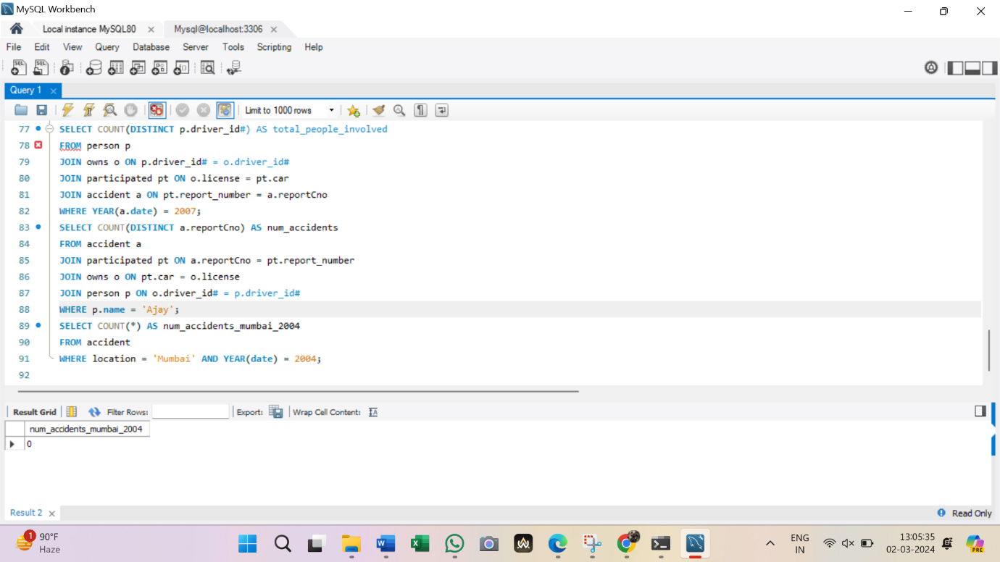 MySQL Workbench
Local instance MySQL80
Mysql@localhost:3306
File Edit View Query Database Server Tools Scripting Help
Query 1
Limit to 1000 rows
77 SELECT COUNT(DISTINCT p.driver_id#) AS total_people_involved
78 FROM person p
79 JOIN owns o ON p.driver_id# = o.driver_id#
80 JOIN participated pt ON o.license = pt.car
81 JOIN accident a ON pt.report_number = a.reportCno
82 WHERE YEAR(a.date) = 2007;
83 SELECT COUNT(DISTINCT a.reportCno) AS num_accidents
84 FROM accident a
85 JOIN participated pt ON a.reportCno = pt.report_number
86 JOIN owns o ON pt.car = o.license
87 JOIN person p ON o.driver_id# = p.driver_id#
88 WHERE p.name = 'Ajay';
89 SELECT COUNT(*) AS num_accidents_mumbai_2004
90 FROM accident
91 WHERE location = 'Mumbai' AND YEAR(date) = 2004;
92
Result Grid Filter Rows: Export: Wrap Cell Content:
num_accidents_mumbai_2004
0
Result 2
Read Only
1
90°F
Haze
ENG
IN
13:05:35
02-03-2024
PRE